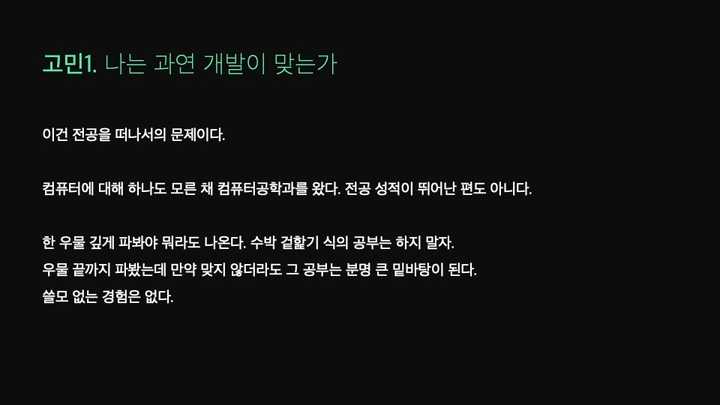 고민1. 나는 과연 개발이 맞는가
이건 전공을 떠나서의 문제이다.
컴퓨터에 대해 하나도 모른 채 컴퓨터공학과를 왔다. 전공 성적이 뛰어난 편도 아니다.
한 우물 깊게 파봐야 뭐라도 나온다. 수박 겉핥기 식의 공부는 하지 말자.
우물 끝까지 파봤는데 만약 맞지 않더라도 그 공부는 분명 큰 밑바탕이 된다.
쓸모 없는 경험은 없다.